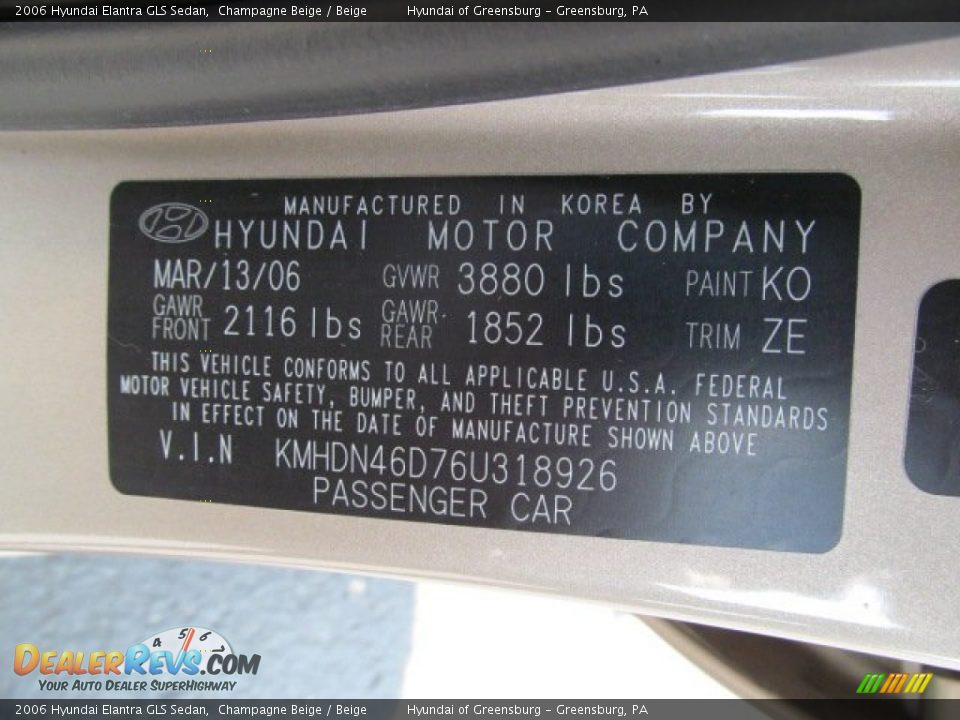 2006 Hyundai Elantra GLS Sedan, Champagne Beige / Beige Hyundai of Greensburg - Greensburg, PA
MANUFACTURED IN KOREA BY
HYUNDAI MOTOR COMPANY
MAR/13/06 GVWR 3880 lbs PAINT KO
GAWR FRONT 2116 lbs GAWR REAR 1852 lbs TRIM ZE
THIS VEHICLE CONFORMS TO ALL APPLICABLE U.S.A. FEDERAL
MOTOR VEHICLE SAFETY, BUMPER, AND THEFT PREVENTION STANDARDS
IN EFFECT ON THE DATE OF MANUFACTURE SHOWN ABOVE
V.I.N KMHDN46D76U318926
PASSENGER CAR
4 5 6
DEALERREVS.COM
YOUR AUTO DEALER SUPERHIGHWAY
2006 Hyundai Elantra GLS Sedan, Champagne Beige / Beige Hyundai of Greensburg - Greensburg, PA